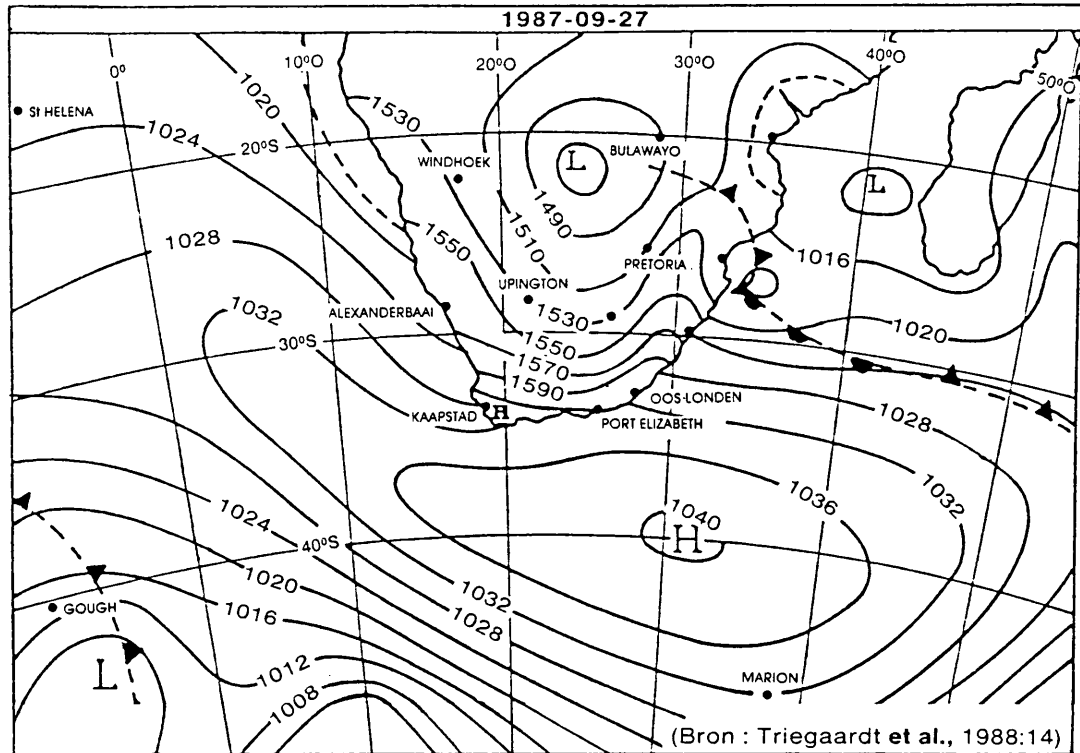 1987-09-27
0°
10°O
20°O
30°O
40°O
50°O
St HELENA
1020
1024
20°S
1530
WINDHOEK
L
BULAWAYO
L
1490
1510
1550
1028
PRETORIA
1016
UPINGTON
ALEXANDERBAAI
1032
30°S
1530
1550
1570
1590
1020
KAAPSTAD
H
OOS-LONDEN
PORT ELIZABETH
1028
1036
1032
1040
H
1024
40°S
1020
1032
1028
GOUGH
1016
L
1012
1008
MARION
(Bron : Triegaardt et al., 1988:14)